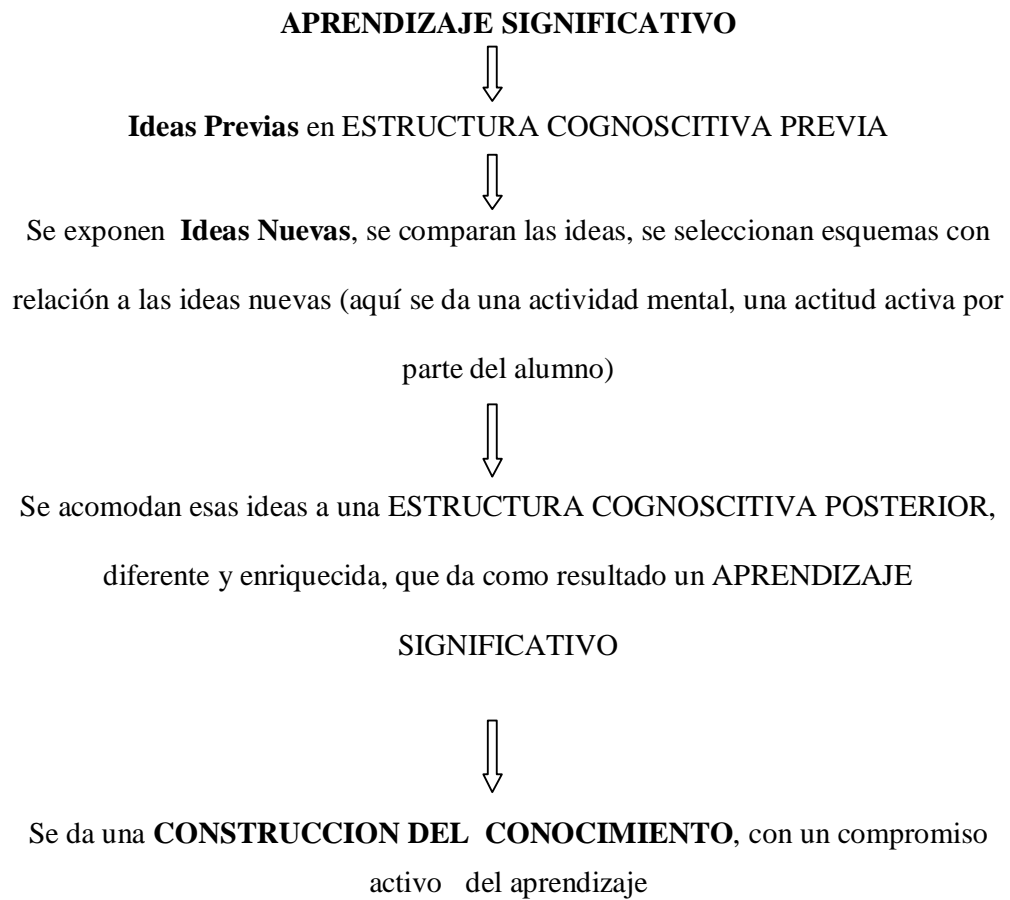 APRENDIZAJE SIGNIFICATIVO
Ideas Previas en ESTRUCTURA COGNOSCITIVA PREVIA
Se exponen Ideas Nuevas, se comparan las ideas, se seleccionan esquemas con
relación a las ideas nuevas (aquí se da una actividad mental, una actitud activa por
parte del alumno)
Se acomodan esas ideas a una ESTRUCTURA COGNOSCITIVA POSTERIOR,
diferente y enriquecida, que da como resultado un APRENDIZAJE
SIGNIFICATIVO
Se da una CONSTRUCCION DEL CONOCIMIENTO, con un compromiso
activo del aprendizaje